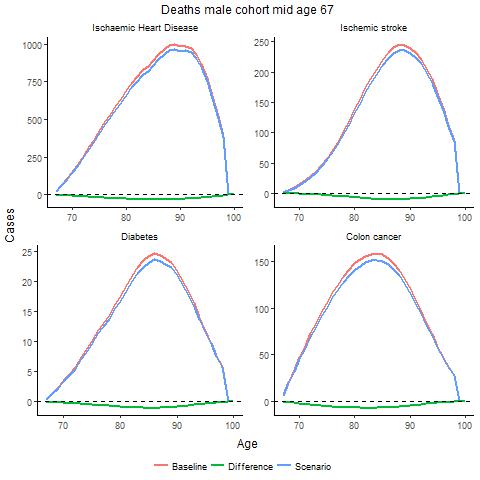 Deaths male cohort mid age 67
Ischaemic Heart Disease
Ischemic stroke
1000
750
500
250
0
70 80 90 100
250
200
150
100
50
0
70 80 90 100
Cases
Diabetes
Colon cancer
25
20
15
10
5
0
70 80 90 100
150
100
50
0
70 80 90 100
Age
Baseline Difference Scenario